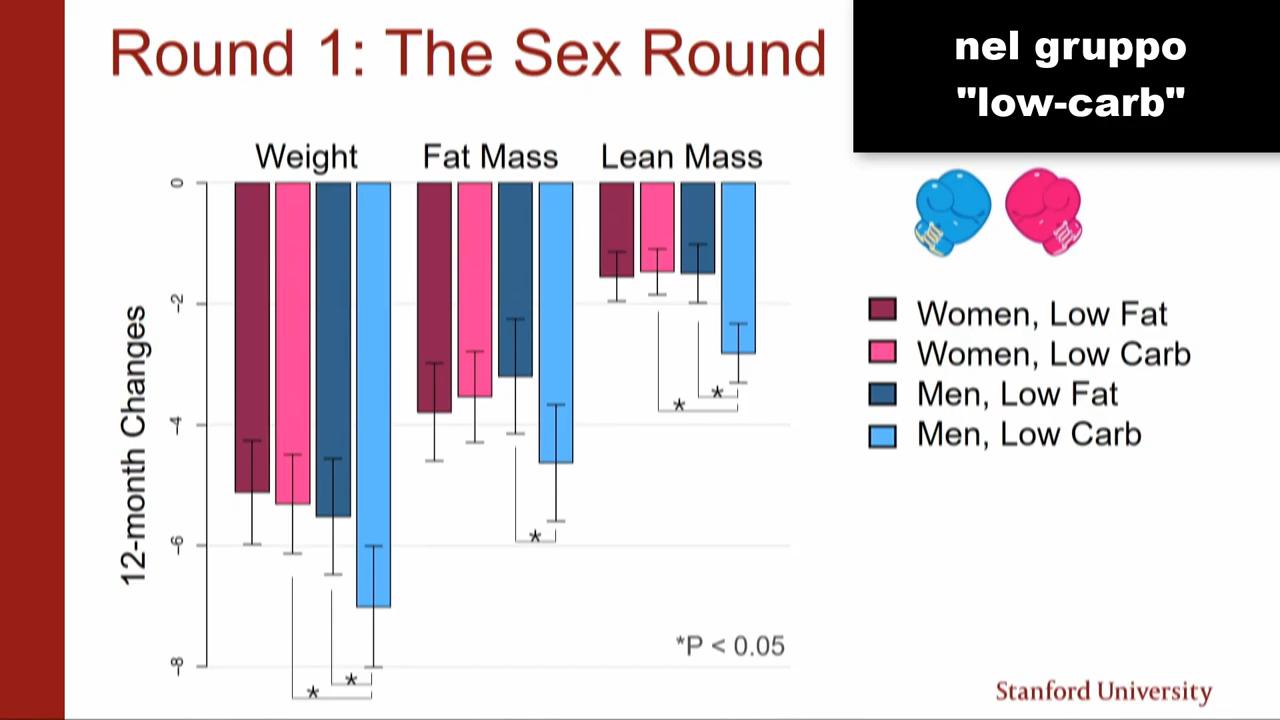 Round 1: The Sex Round
nel gruppo
"low-carb"
Weight
Fat Mass
Lean Mass
12-month Changes
0
-2
-4
-6
-8
*
*
*
*
*
*P < 0.05
Women, Low Fat
Women, Low Carb
Men, Low Fat
Men, Low Carb
Stanford University